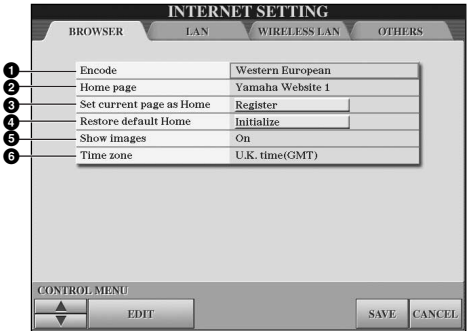 INTERNET SETTING
BROWSER LAN WIRELESS LAN OTHERS
1 Encode Western European
2 Home page Yamaha Website 1
3 Set current page as Home Register
4 Restore default Home Initialize
5 Show images On
6 Time zone U.K. time(GMT)
CONTROL MENU
EDIT SAVE CANCEL